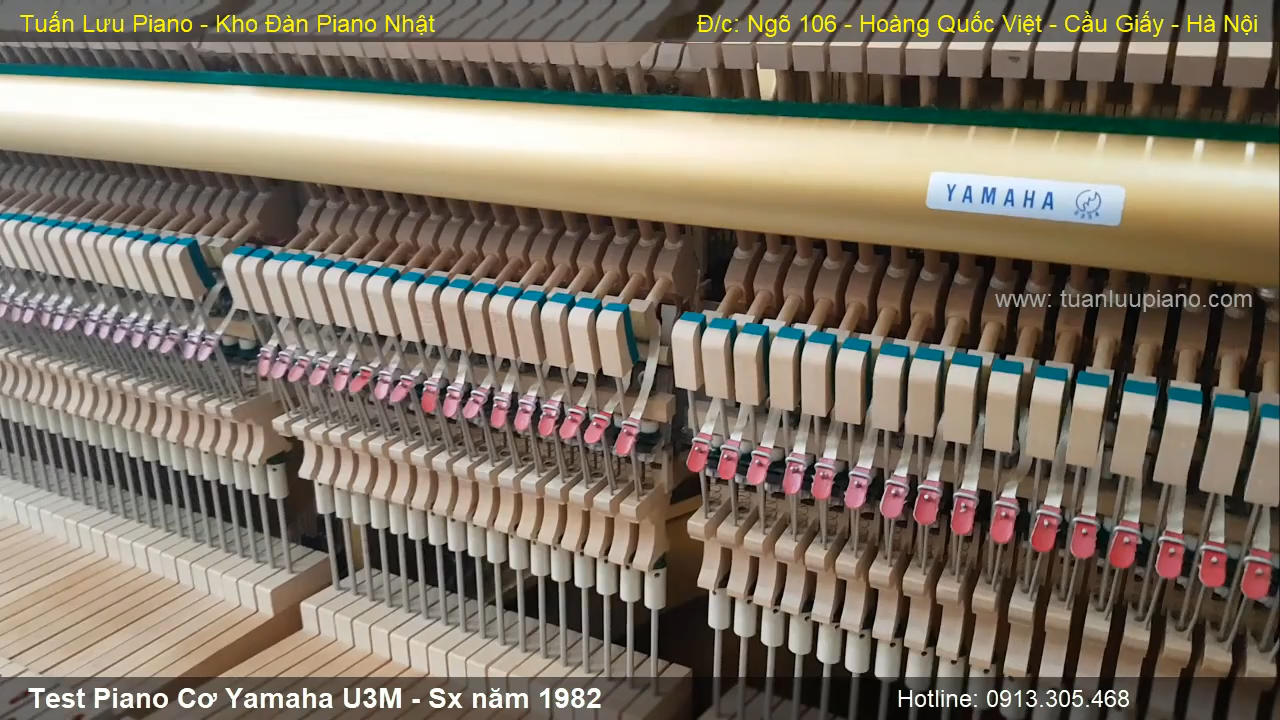 Tuấn Lưu Piano - Kho Đàn Piano Nhật
Đ/c: Ngõ 106 - Hoàng Quốc Việt - Cầu Giấy - Hà Nội
YAMAHA
www: tuanluupiano.com
Test Piano Cơ Yamaha U3M - Sx năm 1982
Hotline: 0913.305.468